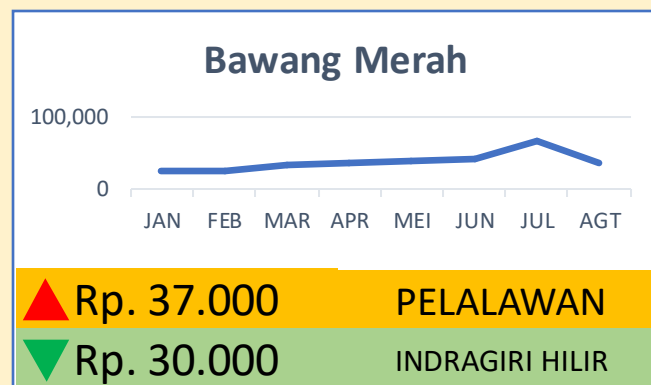 Bawang Merah
100,000
0
JAN FEB MAR APR MEI JUN JUL AGT
Rp. 37.000 PELALAWAN
Rp. 30.000 INDRAGIRI HILIR